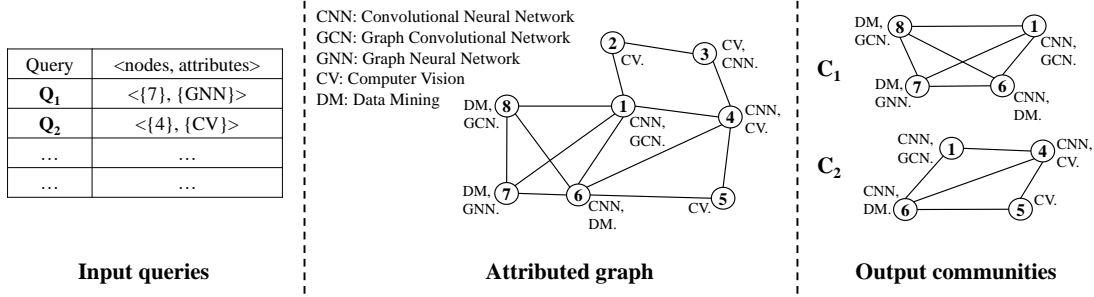 Query <nodes, attributes>
Q1 <{7}, {GNN}>
Q2 <{4}, {CV}>
… …
… …
Input queries
CNN: Convolutional Neural Network
GCN: Graph Convolutional Network
GNN: Graph Neural Network
CV: Computer Vision
DM: Data Mining
2
CV.
3
CV,
CNN.
DM,
GCN.
8
1
CNN,
GCN.
4
CNN,
CV.
DM,
GNN.
7
6
CNN,
DM.
CV.
5
Attributed graph
C1
DM,
GCN.
8
1
CNN,
GCN.
DM,
GNN.
7
6
CNN,
DM.
C2
CNN,
GCN.
1
4
CNN,
CV.
CNN,
DM.
6
5
CV.
Output communities